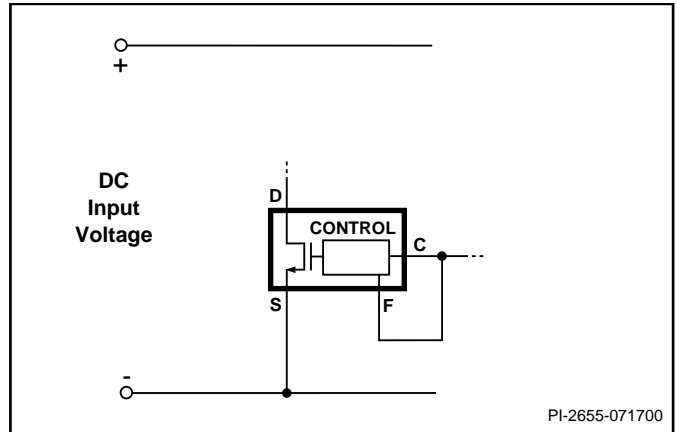 +
DC
Input
Voltage
D
CONTROL
C
S
F
-
PI-2655-071700